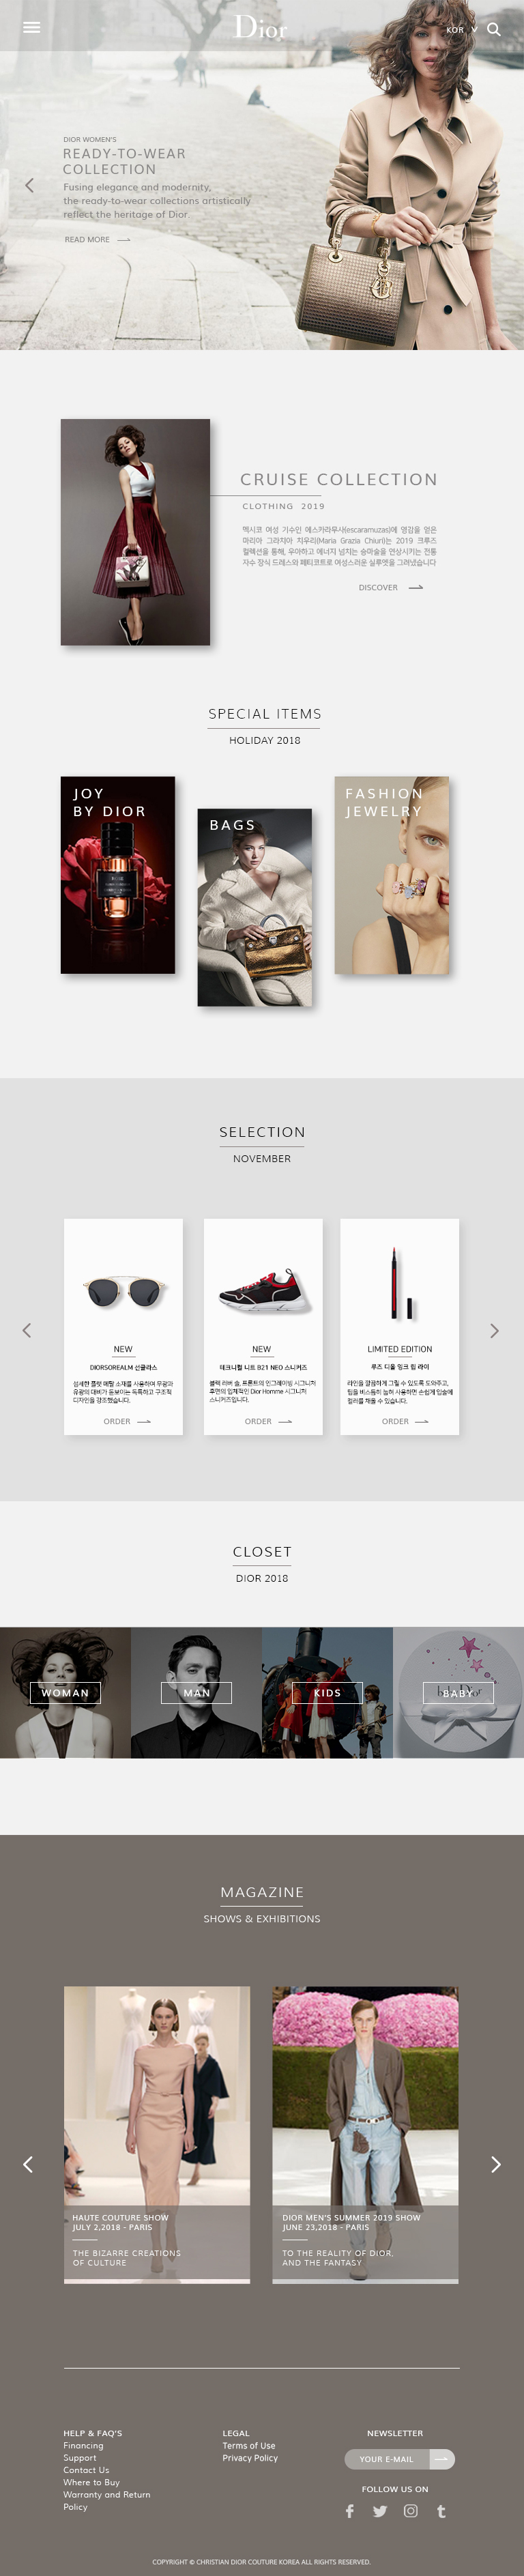 Dior
KOR
DIOR WOMEN'S
READY-TO-WEAR
COLLECTION
Fusing elegance and modernity,
the ready-to-wear collections artistically
reflect the heritage of Dior.
READ MORE
CRUISE COLLECTION
CLOTHING 2019
멕시코 여성 기수인 에스카라무사(escaramuzas)에 영감을 얻은
마리아 그라치아 치우리(Maria Grazia Chiuri)는 2019 크루즈
컬렉션을 통해, 우아하고 에너지 넘치는 승마술을 연상시키는 전통
자수 장식 드레스와 페티코트로 여성스러운 실루엣을 그려냈습니다
DISCOVER
SPECIAL ITEMS
HOLIDAY 2018
JOY
BY DIOR
BAGS
FASHION
JEWELRY
SELECTION
NOVEMBER
NEW
DIORSOREALM 선글라스
섬세한 플랫 메탈 소재를 사용하여 무광과
유광의 대비가 돋보이는 독특하고 구조적
디자인을 강조했습니다.
ORDER
NEW
테크니컬 니트 B21 NEO 스니커즈
블랙 러버 솔, 프론트의 인그레이빙 시그니처
후면의 입체적인 Dior Homme 시그니처
스니커즈입니다.
ORDER
LIMITED EDITION
루즈 디올 잉크 립 라이
라인을 깔끔하게 그릴 수 있도록 도와주고,
팁을 비스듬히 눕혀 사용하면 손쉽게 입술에
컬러를 채울 수 있습니다.
ORDER
CLOSET
DIOR 2018
WOMAN
MAN
KIDS
BABY
MAGAZINE
SHOWS & EXHIBITIONS
HAUTE COUTURE SHOW
JULY 2,2018 - PARIS
THE BIZARRE CREATIONS
OF CULTURE
DIOR MEN'S SUMMER 2019 SHOW
JUNE 23,2018 - PARIS
TO THE REALITY OF DIOR,
AND THE FANTASY
HELP & FAQ'S
Financing
Support
Contact Us
Where to Buy
Warranty and Return
Policy
LEGAL
Terms of Use
Privacy Policy
NEWSLETTER
YOUR E-MAIL
FOLLOW US ON
COPYRIGHT © CHRISTIAN DIOR COUTURE KOREA ALL RIGHTS RESERVED.